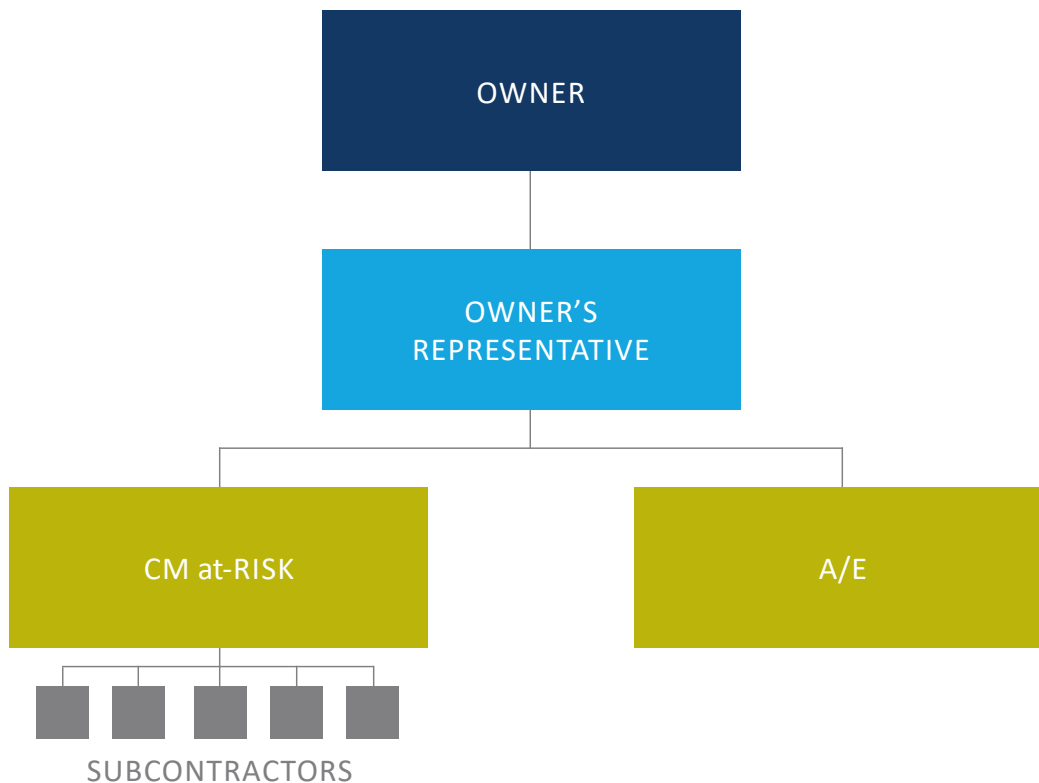 OWNER
OWNER’S
REPRESENTATIVE
CM at-RISK
A/E
SUBCONTRACTORS